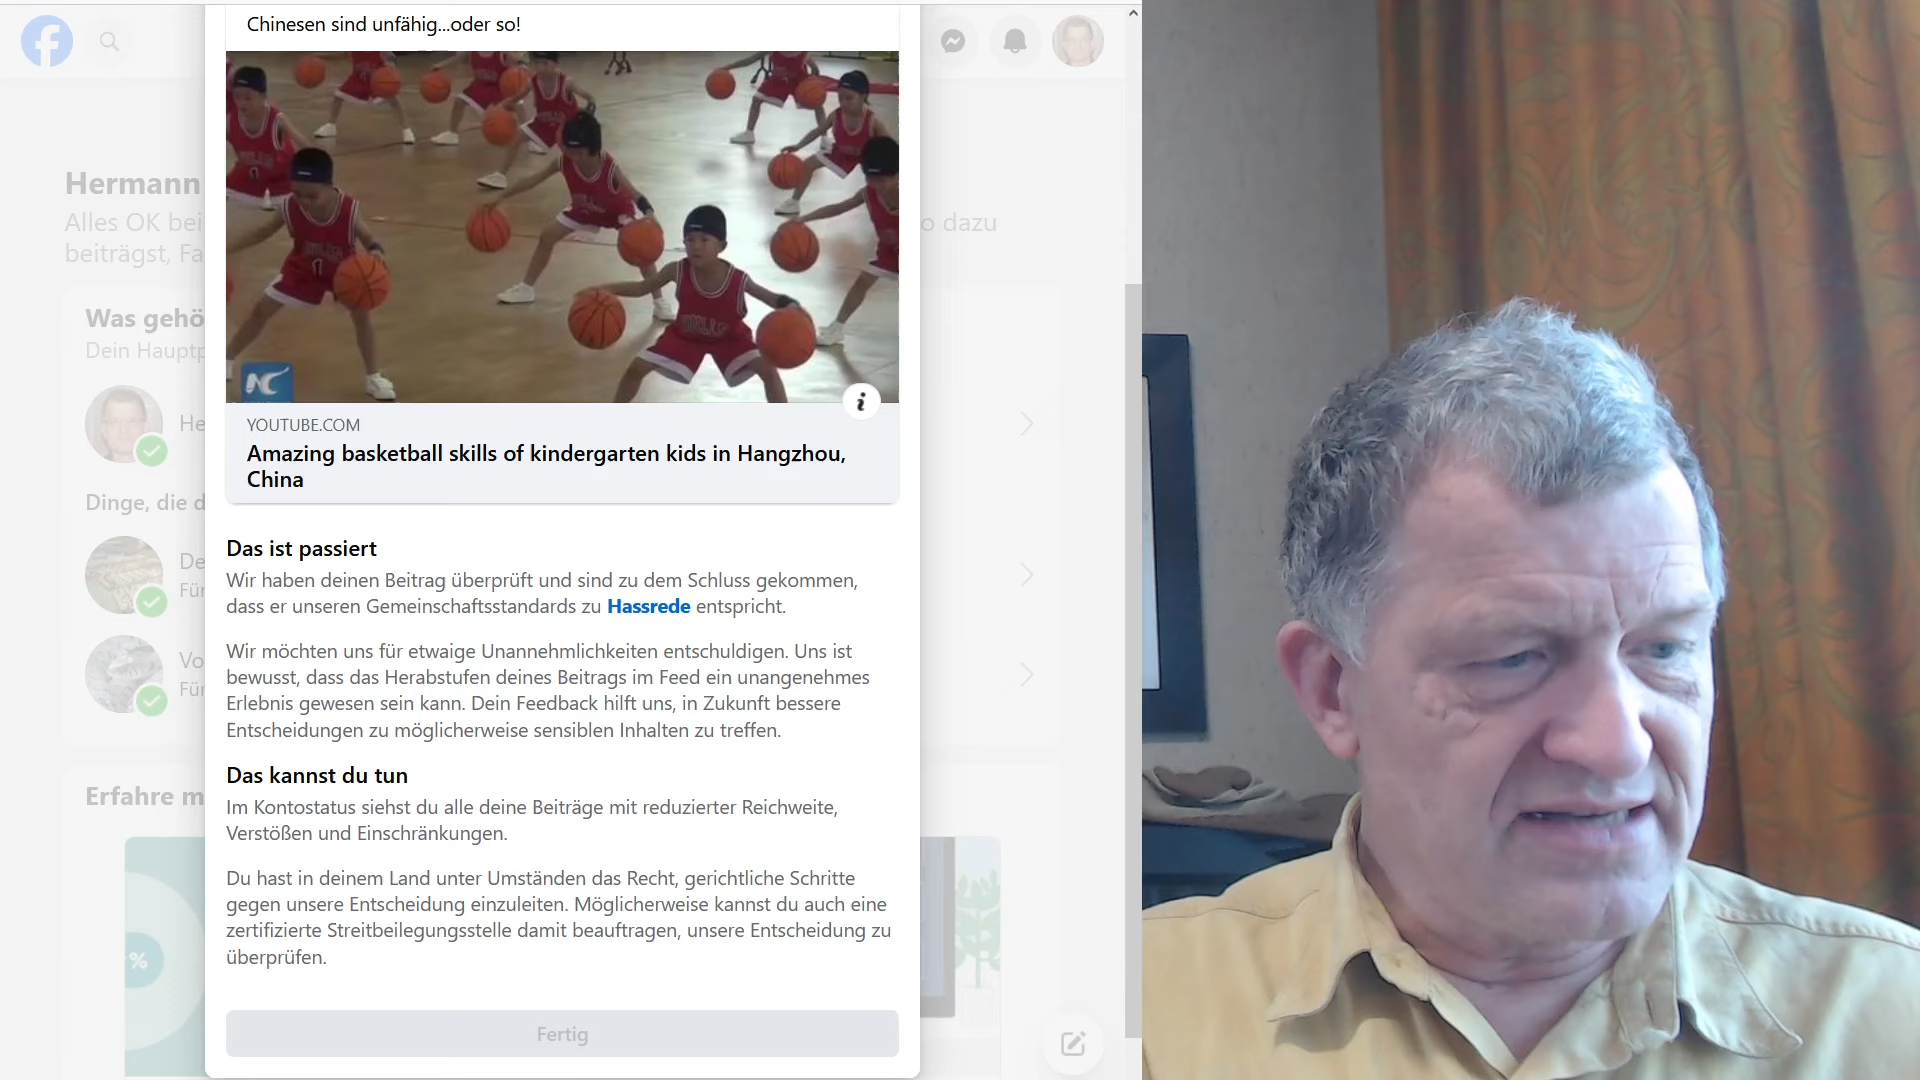 Chinesen sind unfähig...oder so!
Hermann
Alles OK bei
o dazu
beiträgst, Fa
Was gehö
Dein Hauptp
He
Dinge, die d
De
Für
Vo
Für
Erfahre m
%
YOUTUBE.COM
Amazing basketball skills of kindergarten kids in Hangzhou,
China
Das ist passiert
Wir haben deinen Beitrag überprüft und sind zu dem Schluss gekommen,
dass er unseren Gemeinschaftsstandards zu Hassrede entspricht.
Wir möchten uns für etwaige Unannehmlichkeiten entschuldigen. Uns ist
bewusst, dass das Herabstufen deines Beitrags im Feed ein unangenehmes
Erlebnis gewesen sein kann. Dein Feedback hilft uns, in Zukunft bessere
Entscheidungen zu möglicherweise sensiblen Inhalten zu treffen.
Das kannst du tun
Im Kontostatus siehst du alle deine Beiträge mit reduzierter Reichweite,
Verstößen und Einschränkungen.
Du hast in deinem Land unter Umständen das Recht, gerichtliche Schritte
gegen unsere Entscheidung einzuleiten. Möglicherweise kannst du auch eine
zertifizierte Streitbeilegungsstelle damit beauftragen, unsere Entscheidung zu
überprüfen.
Fertig